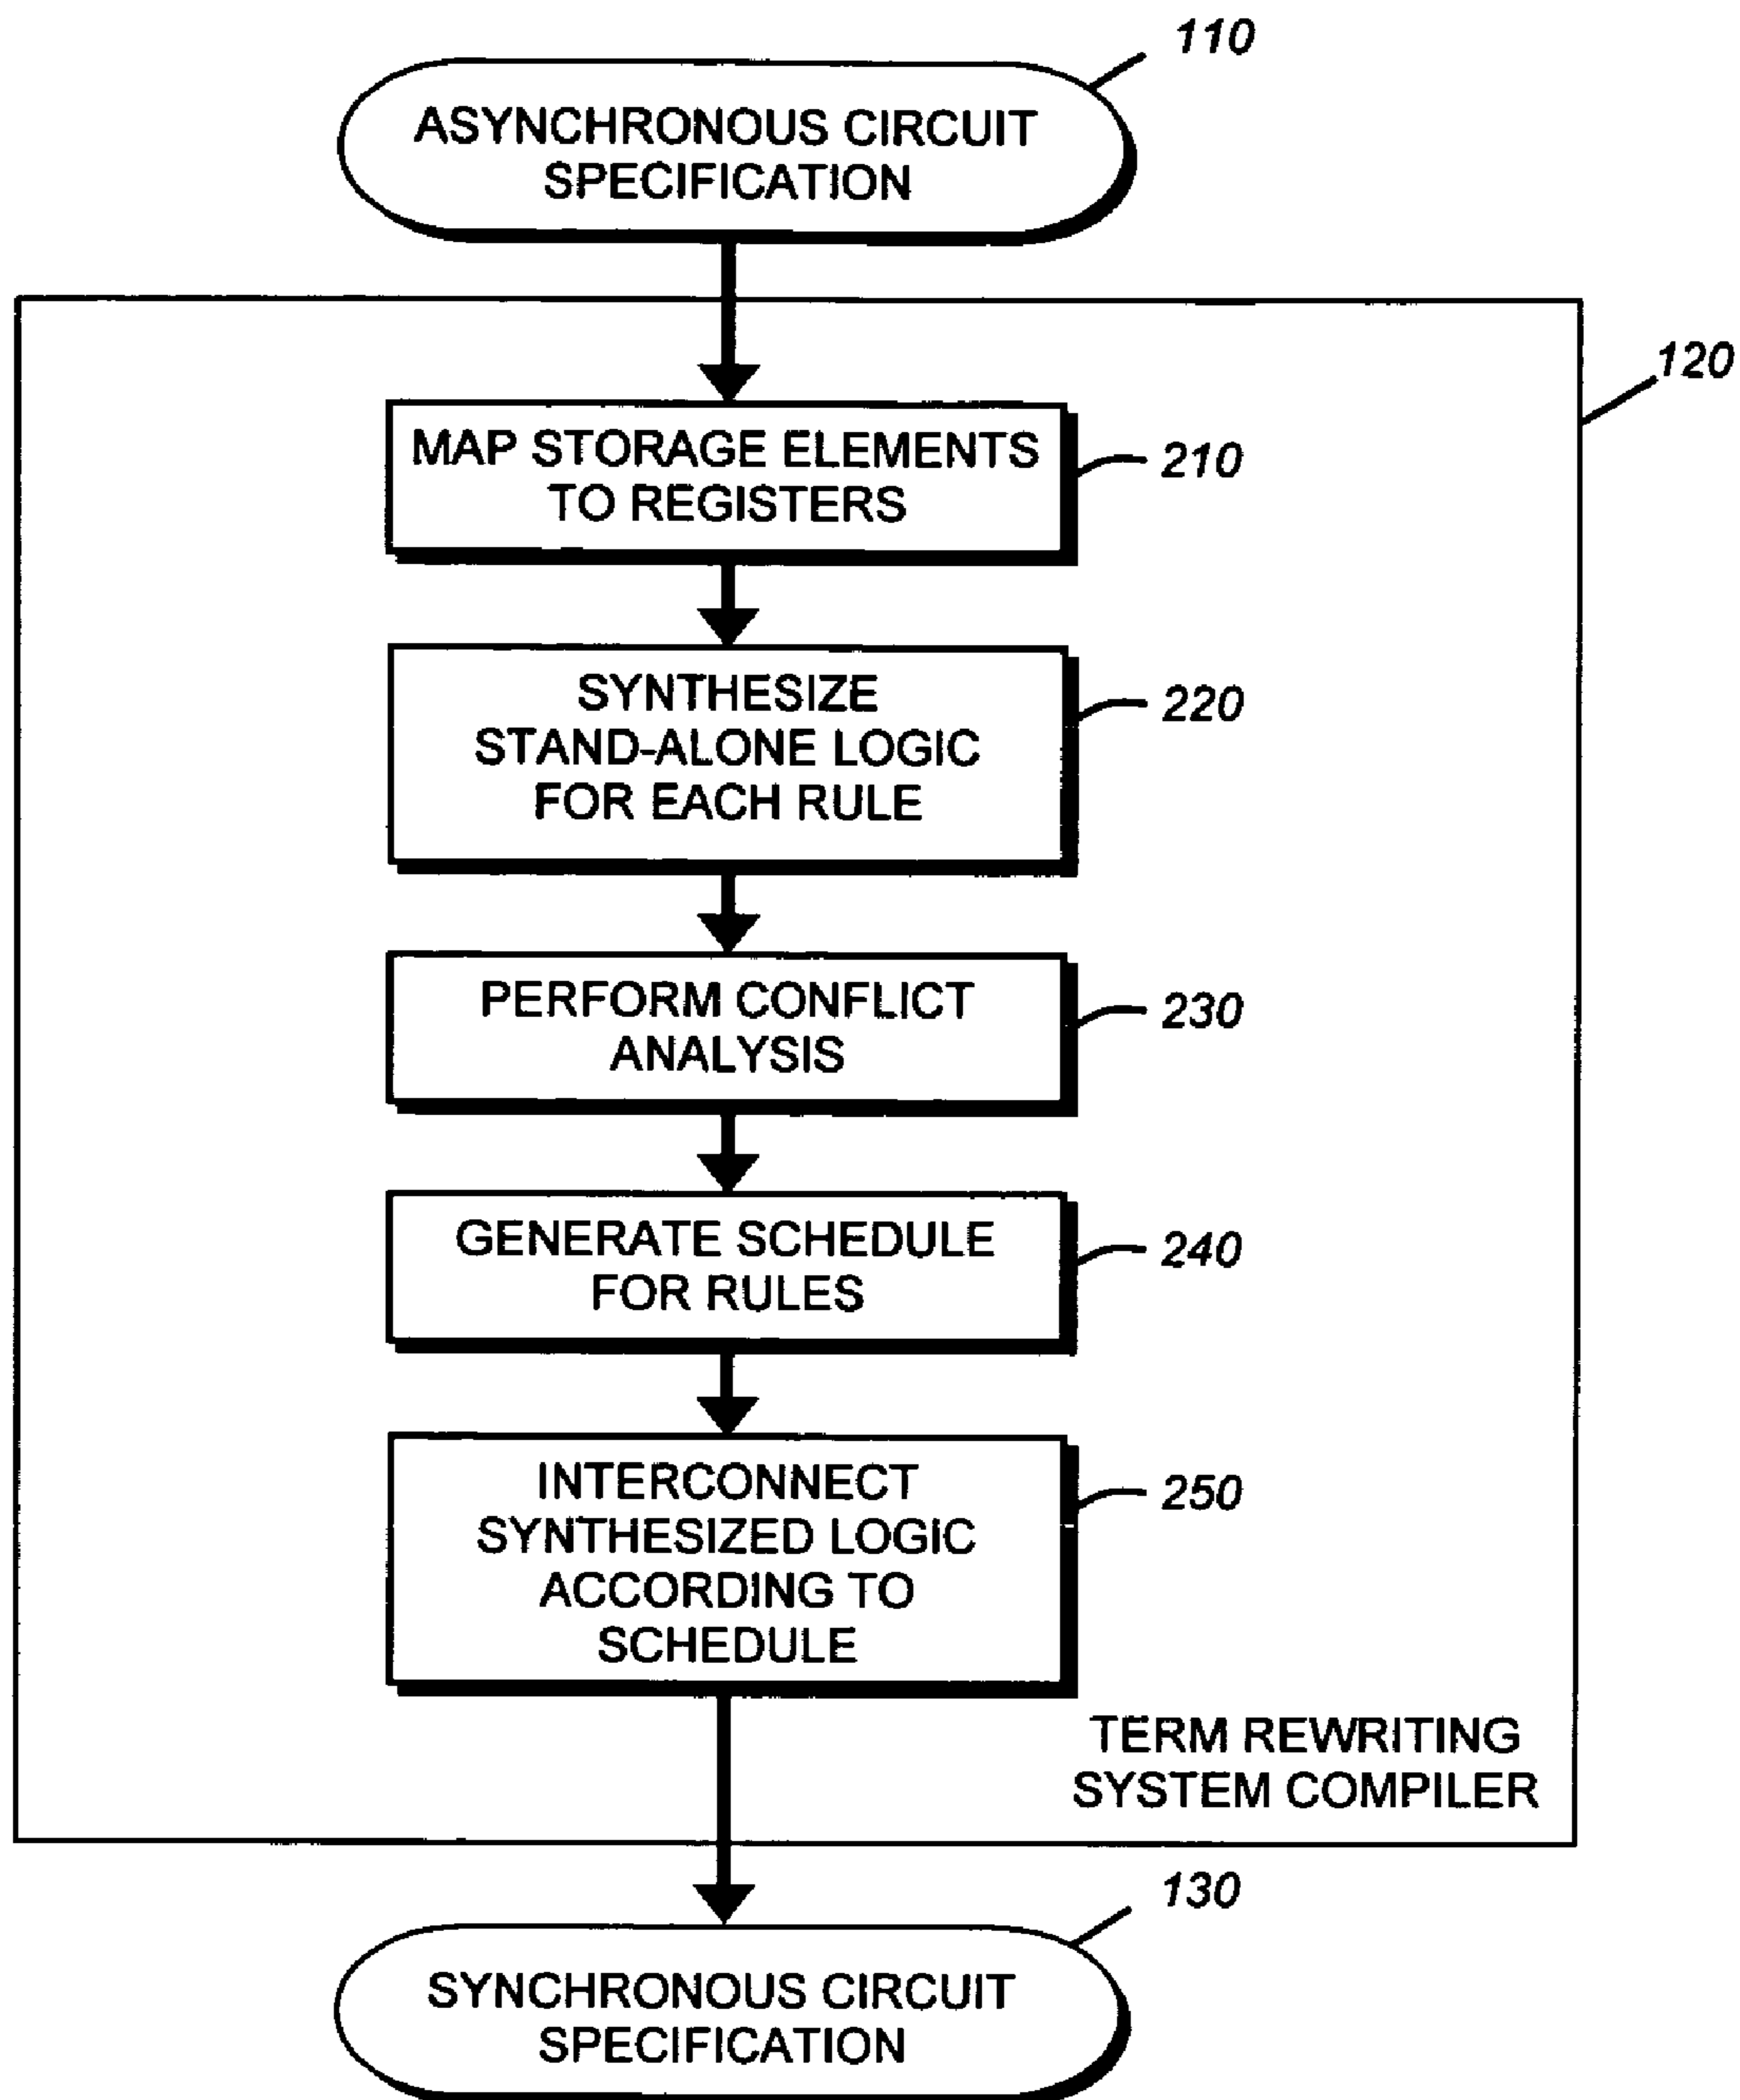 110
ASYNCHRONOUS CIRCUIT
SPECIFICATION
120
MAP STORAGE ELEMENTS
TO REGISTERS
210
SYNTHESIZE
STAND-ALONE LOGIC
FOR EACH RULE
220
PERFORM CONFLICT
ANALYSIS
230
GENERATE SCHEDULE
FOR RULES
240
INTERCONNECT
SYNTHESIZED LOGIC
ACCORDING TO
SCHEDULE
250
TERM REWRITING
SYSTEM COMPILER
130
SYNCHRONOUS CIRCUIT
SPECIFICATION